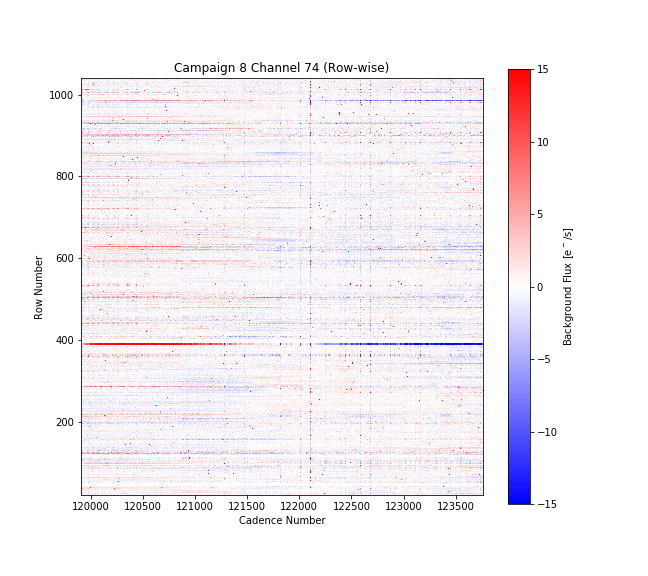 Campaign 8 Channel 74 (Row-wise)
1000
800
600
400
200
Row Number
120000 120500 121000 121500 122000 122500 123000 123500
Cadence Number
15
10
5
0
−5
−10
−15
Background Flux [e⁻/s]